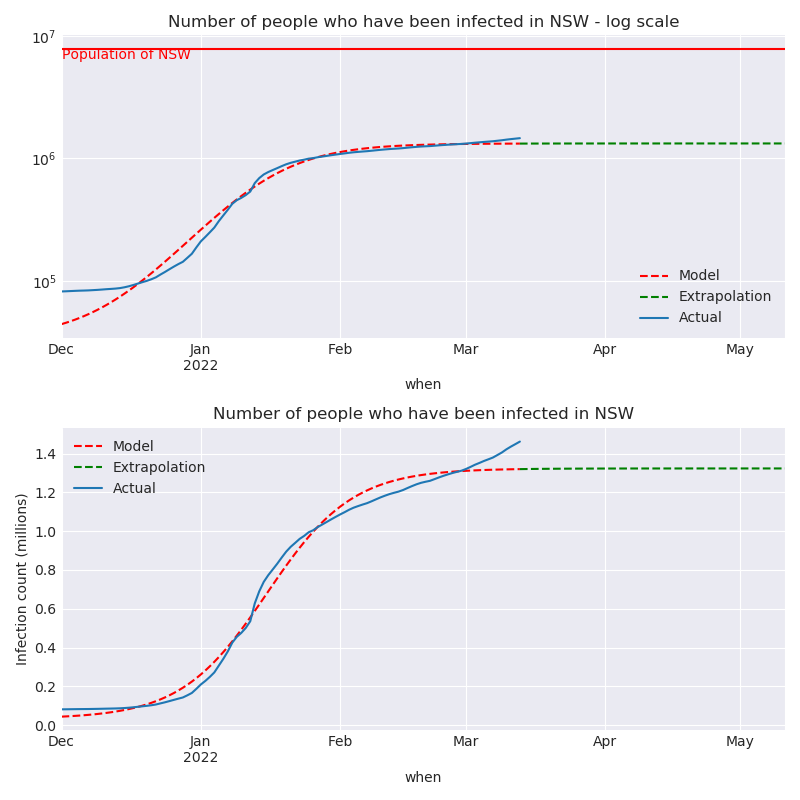 Number of people who have been infected in NSW - log scale
10^7
Population of NSW
10^6
10^5
Model
Extrapolation
Actual
Dec Jan Feb Mar Apr May
2022
when
Number of people who have been infected in NSW
Infection count (millions)
1.4
1.2
1.0
0.8
0.6
0.4
0.2
0.0
Model
Extrapolation
Actual
Dec Jan Feb Mar Apr May
2022
when